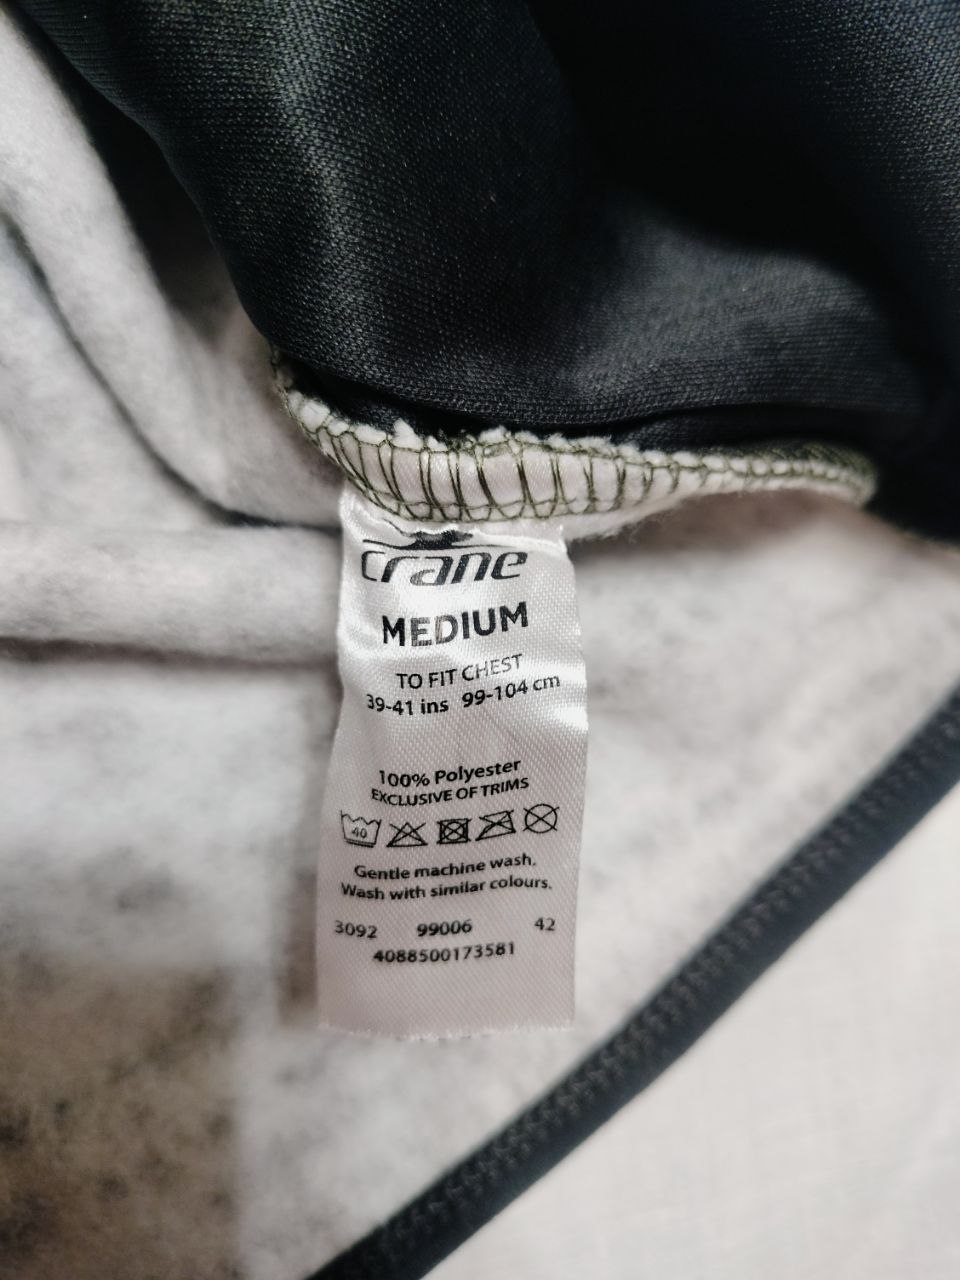 crane
MEDIUM
TO FIT CHEST
39-41 ins 99-104 cm
100% Polyester
EXCLUSIVE OF TRIMS
40
Gentle machine wash.
Wash with similar colours.
3092 99006 42
4088500173581